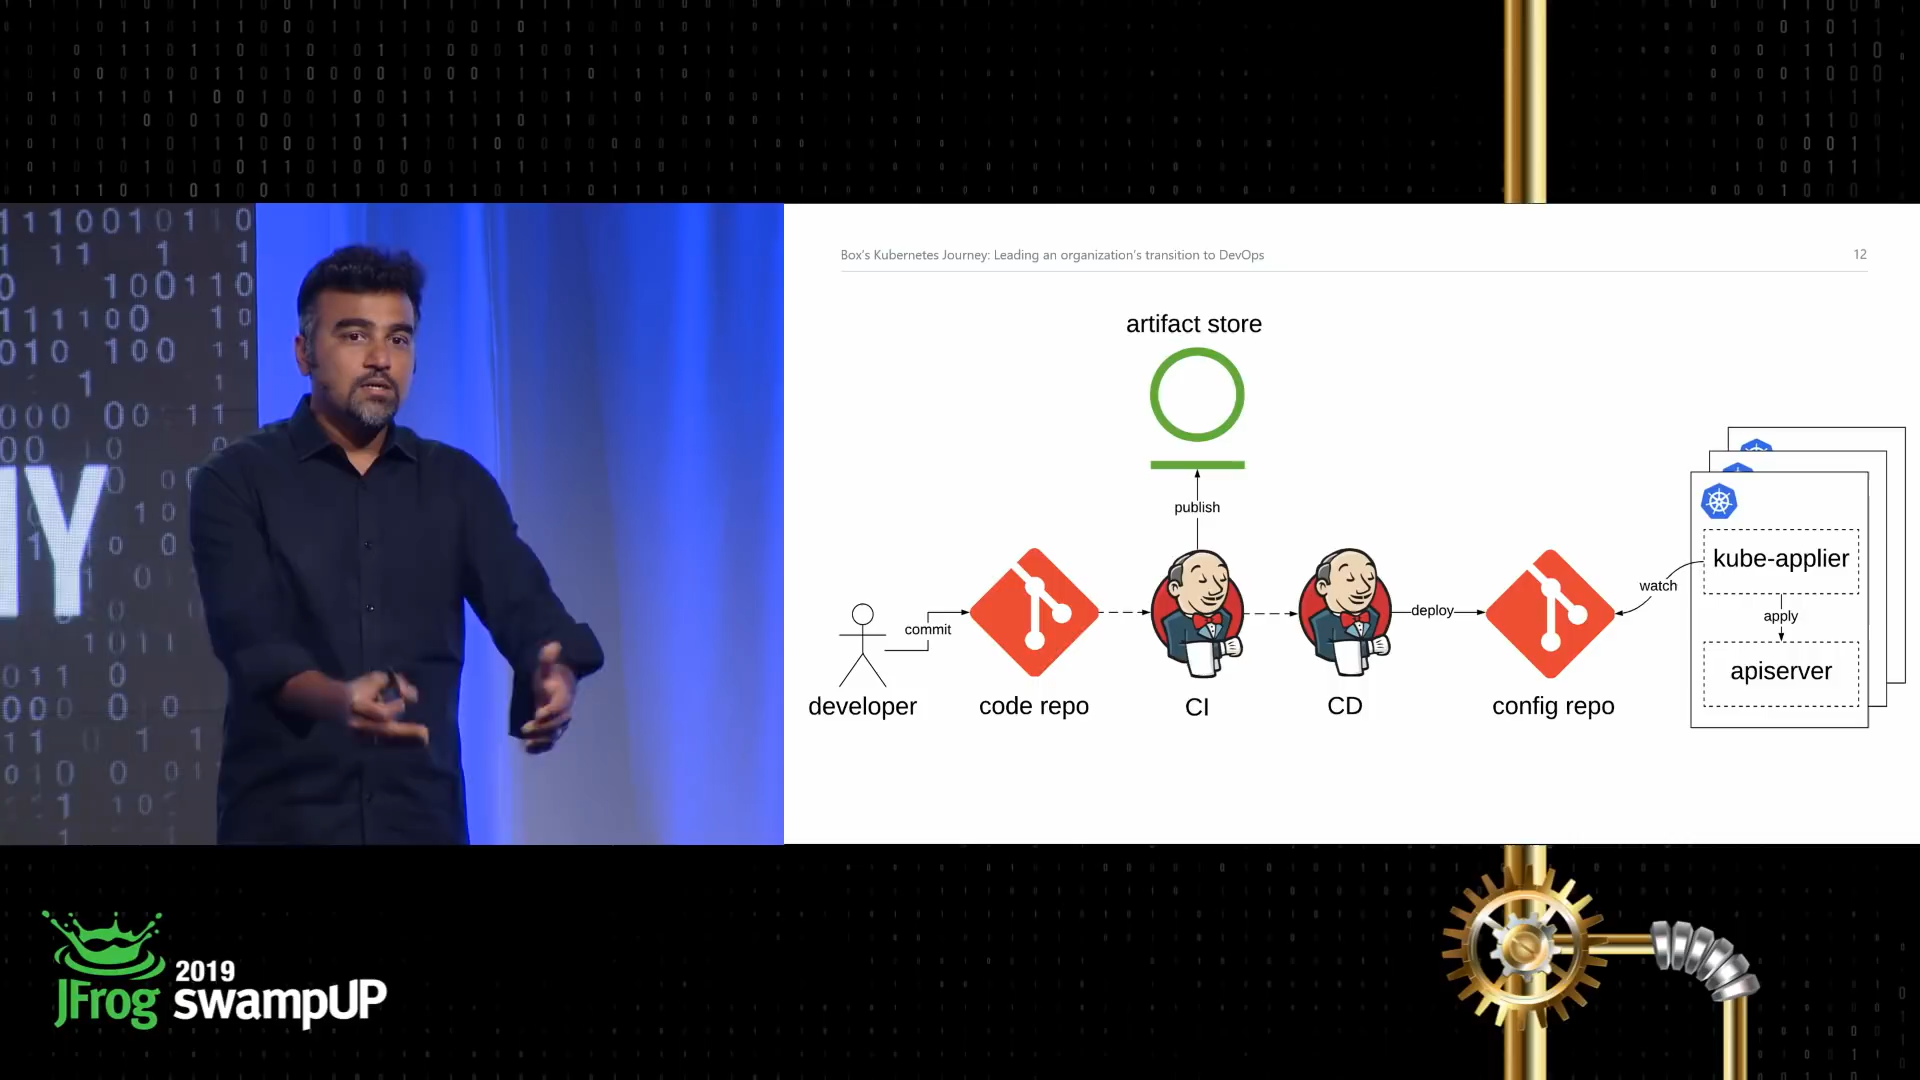 Box's Kubernetes Journey: Leading an organization's transition to DevOps
12
artifact store
publish
commit
deploy
watch
kube-applier
apply
apiserver
developer
code repo
CI
CD
config repo
JFrog
2019
swampUP